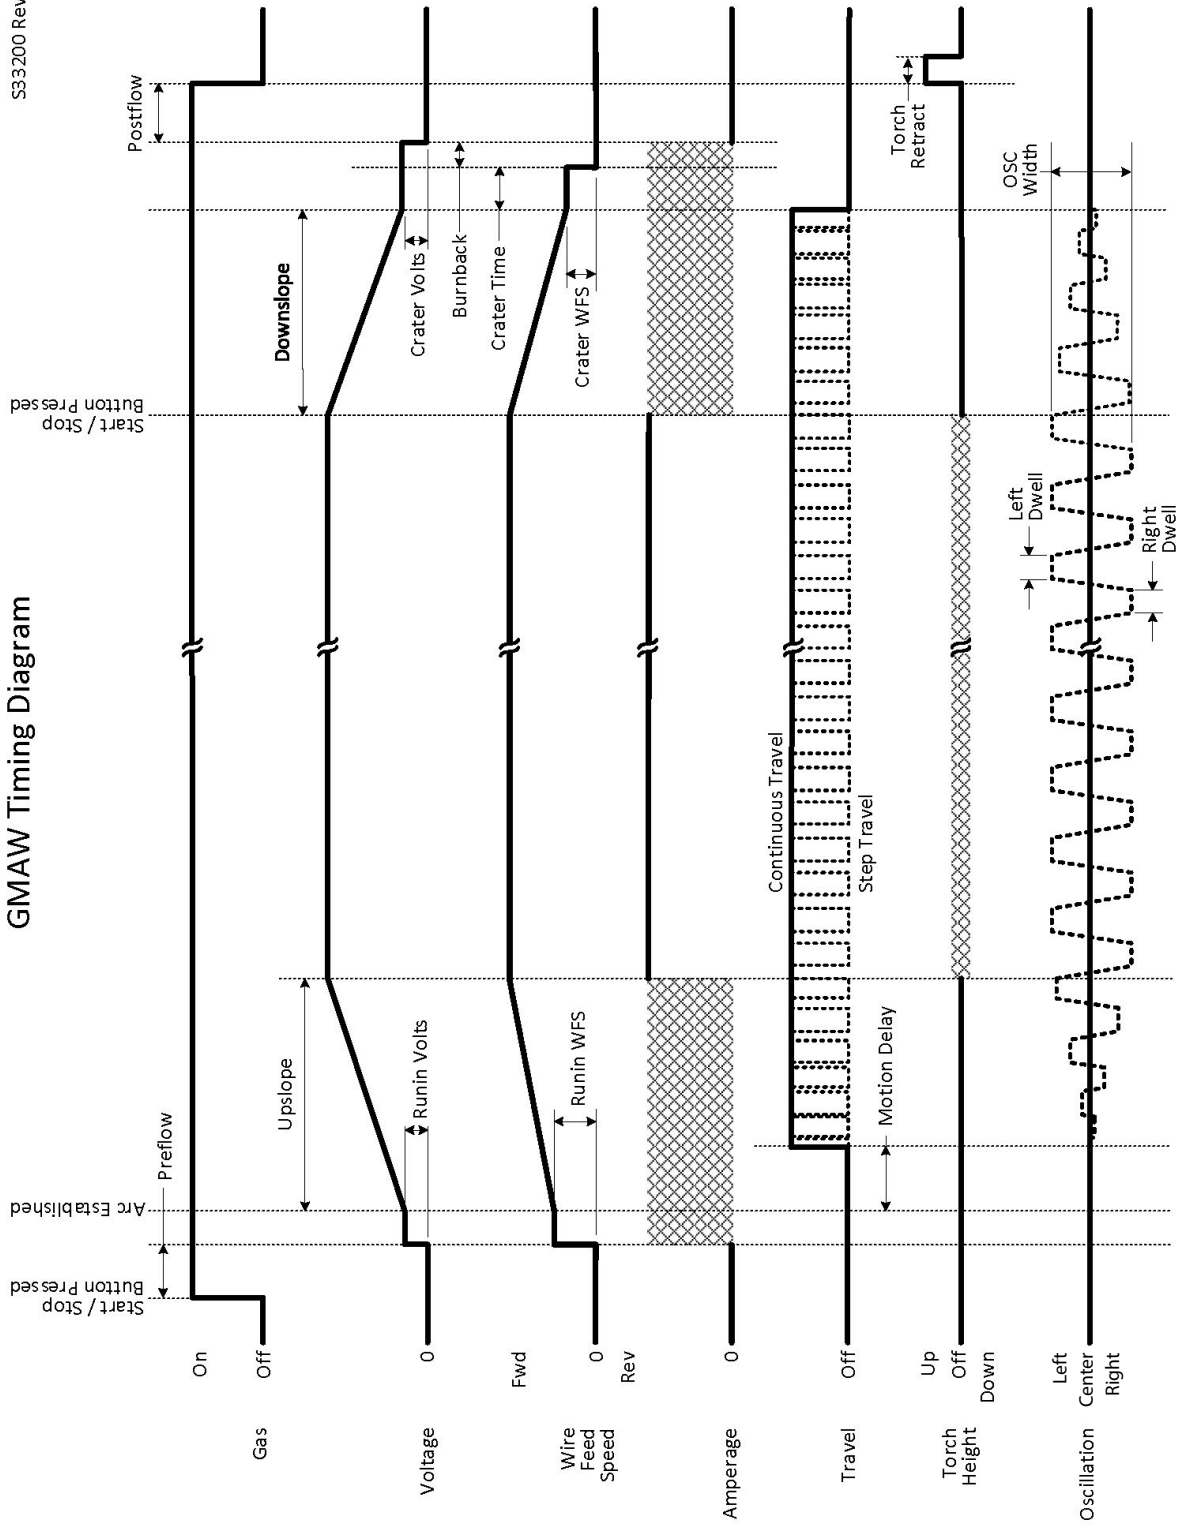 GMAW Timing Diagram
S33200 Rev
Start / Stop
Button Pressed
Arc Established
Start / Stop
Button Pressed
Preflow
Postflow
Gas
On
Off
Upslope
Downslope
Voltage
0
Runin Volts
Crater Volts
Burnback
Crater Time
Wire
Feed
Speed
Fwd
0
Rev
Runin WFS
Crater WFS
Amperage
0
Continuous Travel
Travel
Off
Step Travel
Motion Delay
Torch
Retract
Torch
Height
Up
Off
Down
OSC
Width
Left
Dwell
Oscillation
Left
Center
Right
Right
Dwell